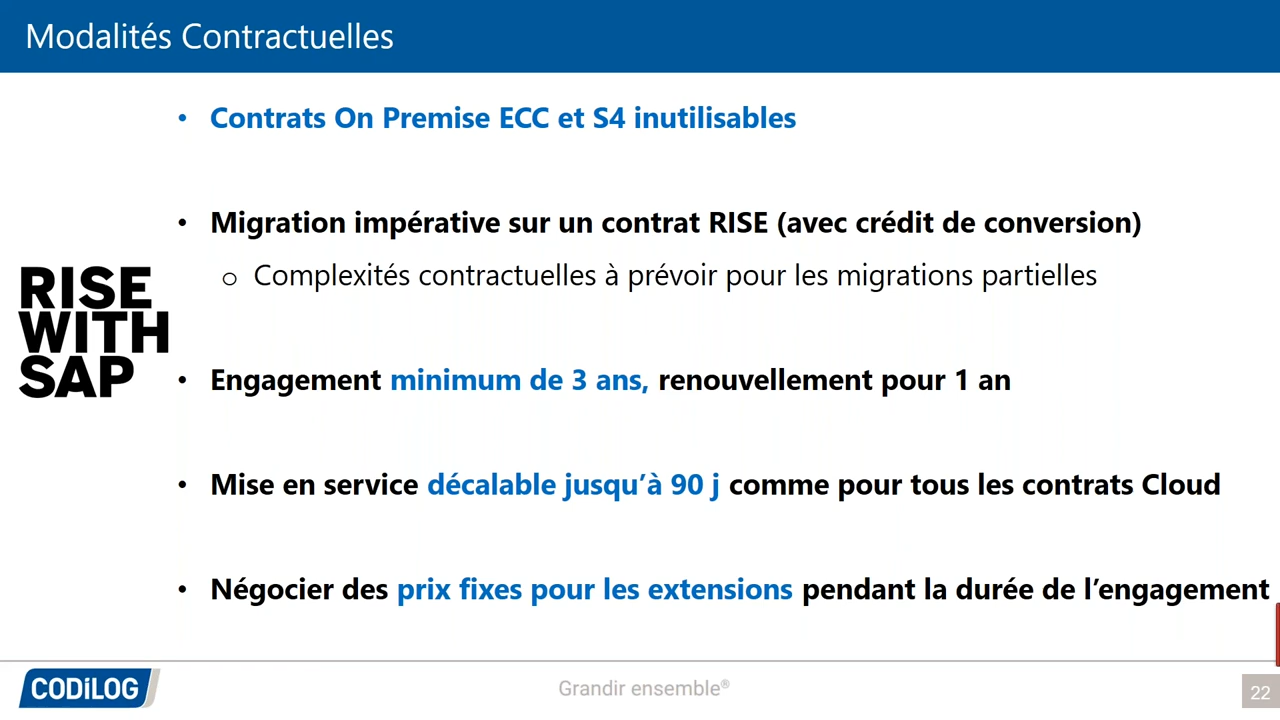 Modalités Contractuelles
• Contrats On Premise ECC et S4 inutilisables
• Migration impérative sur un contrat RISE (avec crédit de conversion)
o Complexités contractuelles à prévoir pour les migrations partielles
RISE
WITH
SAP
• Engagement minimum de 3 ans, renouvellement pour 1 an
• Mise en service décalable jusqu’à 90 j comme pour tous les contrats Cloud
• Négocier des prix fixes pour les extensions pendant la durée de l’engagement
CODiLOG
Grandir ensemble®
22